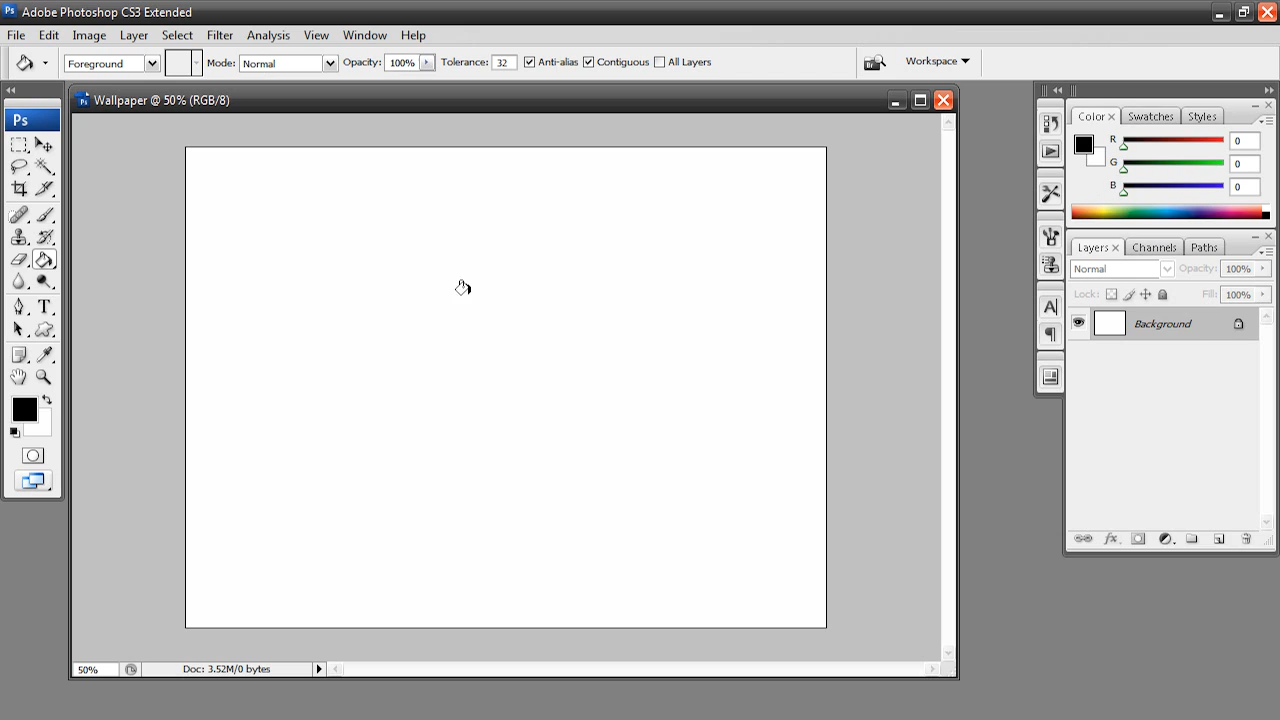 Adobe Photoshop CS3 Extended
File Edit Image Layer Select Filter Analysis View Window Help
Foreground Mode: Normal Opacity: 100% Tolerance: 32 Anti-alias Contiguous All Layers Workspace
Wallpaper @ 50% (RGB/8)
Ps
Color Swatches Styles
R 0
G 0
B 0
Layers Channels Paths
Normal Opacity: 100%
Lock: Fill: 100%
Background
50% Doc: 3.52M/0 bytes